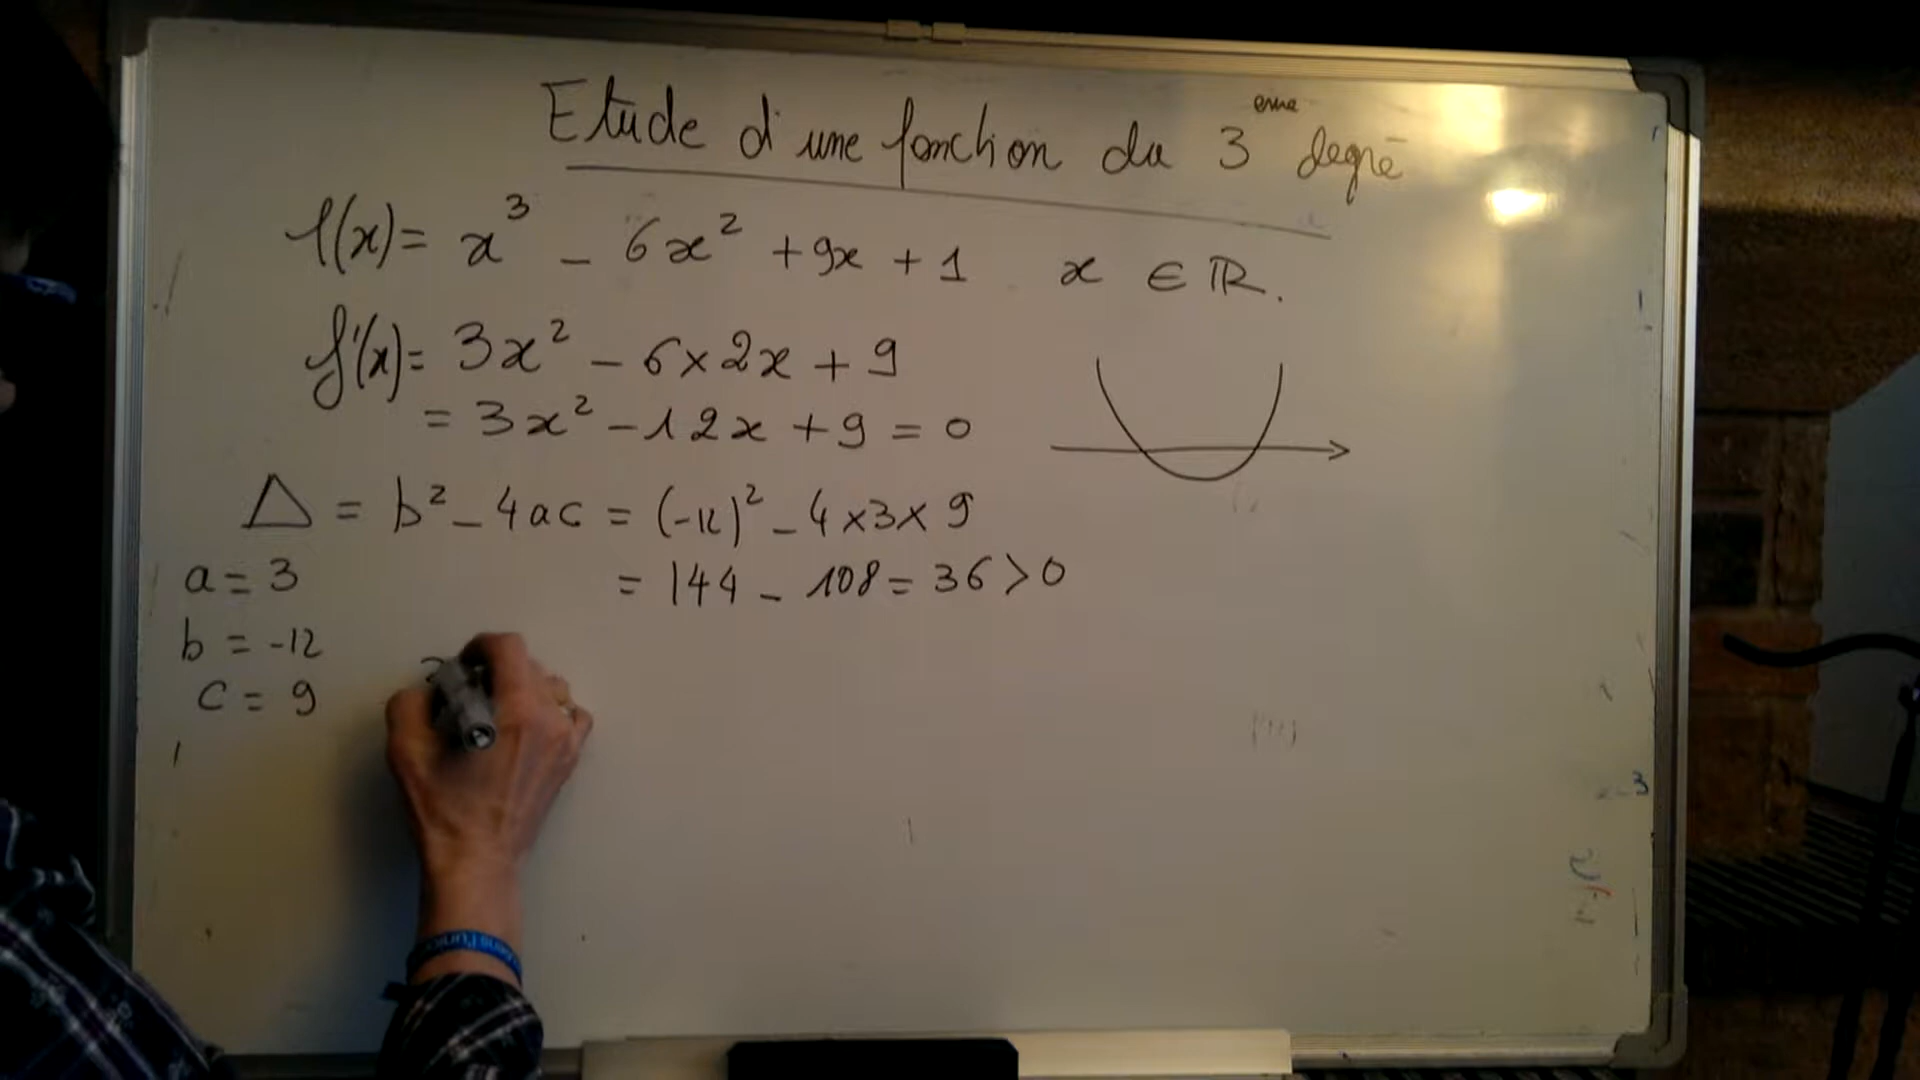 Etude d'une fonction du 3eme degré
f(x) = x³ - 6x² + 9x + 1 x ∈ ℝ.
f'(x) = 3x² - 6×2x + 9
= 3x² - 12x + 9 = 0
Δ = b² - 4ac = (-12)² - 4×3×9
= 144 - 108 = 36 > 0
a = 3
b = -12
c = 9